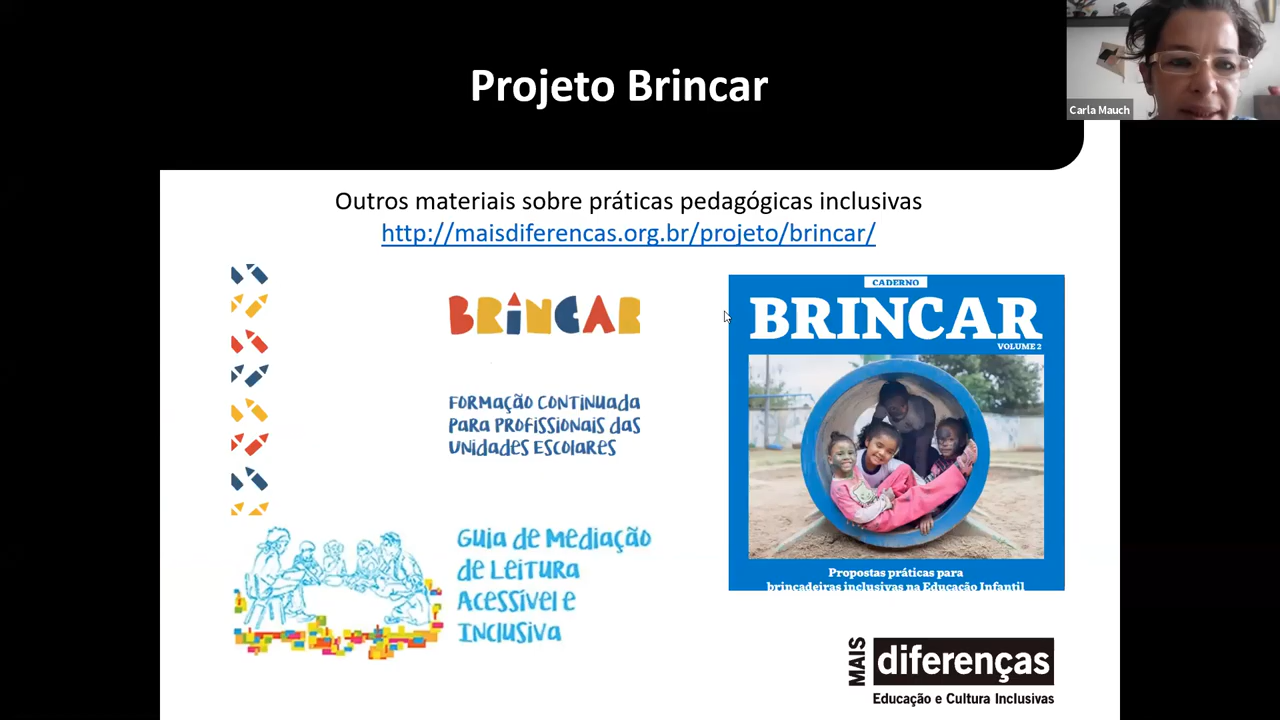 Projeto Brincar
Carla Mauch
Outros materiais sobre práticas pedagógicas inclusivas
http://maisdiferencas.org.br/projeto/brincar/
BRINCAR
FORMAÇÃO CONTINUADA
PARA PROFISSIONAIS DAS
UNIDADES ESCOLARES
GUIA DE MEDIAÇÃO
DE LEITURA
ACESSÍVEL E
INCLUSIVA
CADERNO
BRINCAR
VOLUME 2
Propostas práticas para
brincadeiras inclusivas na Educação Infantil
MAIS
diferenças
Educação e Cultura Inclusivas